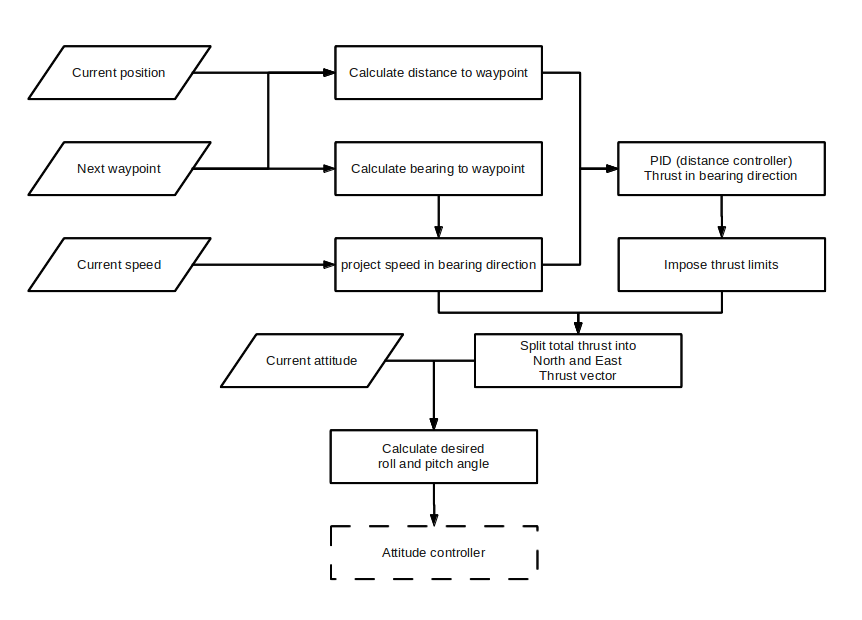 Current position
Calculate distance to waypoint
Next waypoint
Calculate bearing to waypoint
PID (distance controller)
Thrust in bearing direction
Current speed
project speed in bearing direction
Impose thrust limits
Current attitude
Split total thrust into
North and East
Thrust vector
Calculate desired
roll and pitch angle
Attitude controller